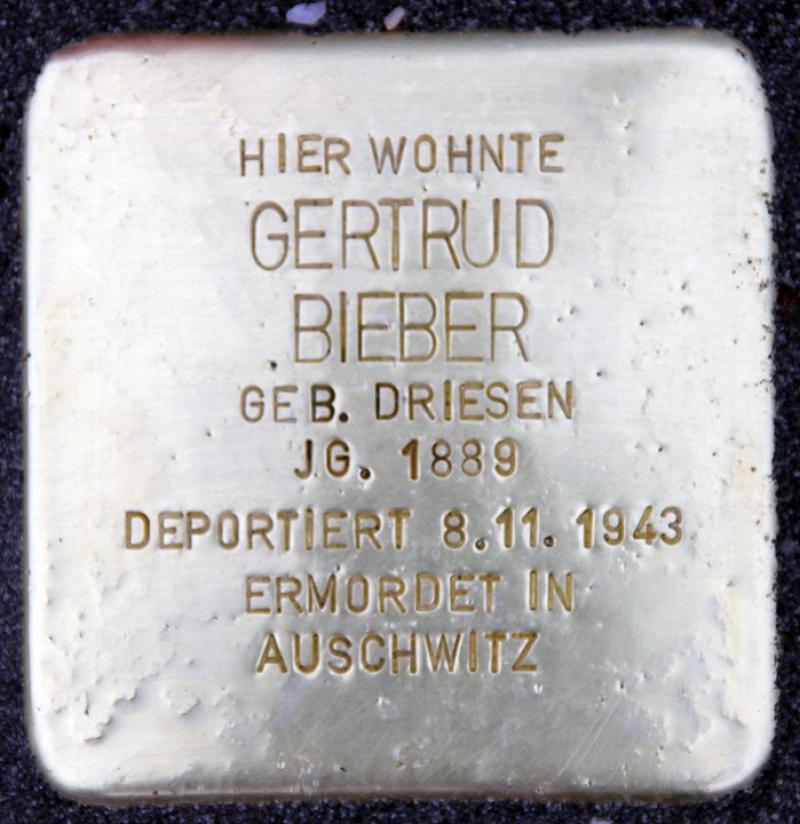 HIER WOHNTE
GERTRUD
BIEBER
GEB. DRIESEN
JG. 1889
DEPORTIERT 8.11. 1943
ERMORDET IN
AUSCHWITZ